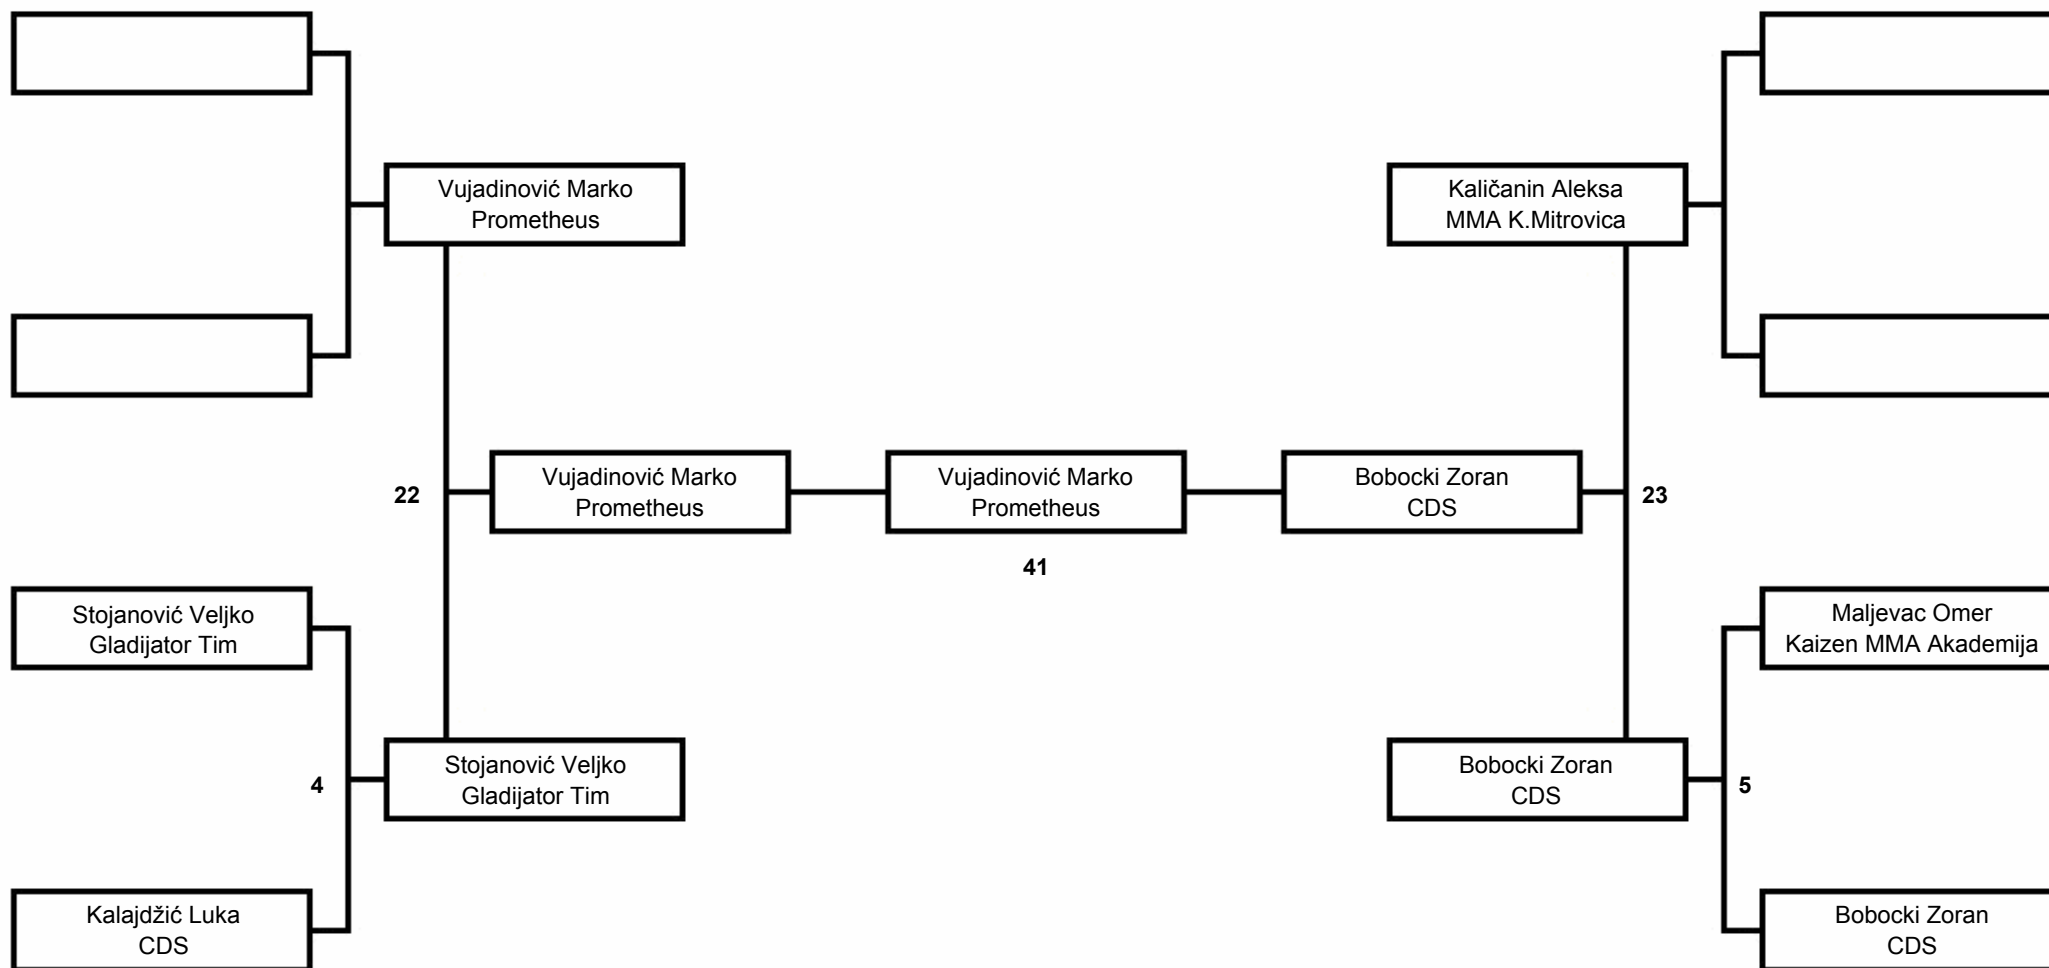 Vujadinović Marko
Prometheus
Kaličanin Aleksa
MMA K.Mitrovica
22
Vujadinović Marko
Prometheus
Vujadinović Marko
Prometheus
41
Bobocki Zoran
CDS
23
Stojanović Veljko
Gladijator Tim
Maljevac Omer
Kaizen MMA Akademija
4
Stojanović Veljko
Gladijator Tim
Bobocki Zoran
CDS
5
Kalajdžić Luka
CDS
Bobocki Zoran
CDS